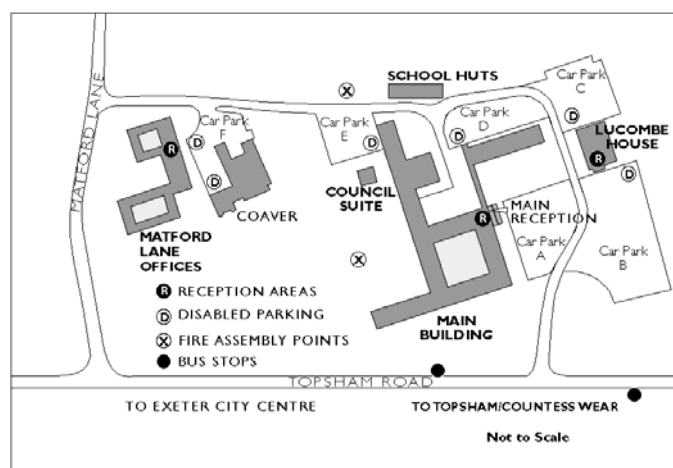 SCHOOL HUTS
Car Park
C
Car Park
D
Car Park
E
Car Park
F
MATFORD LANE
LUCOMBE
HOUSE
R
D
D
D
D
D
D
R
R
COUNCIL
SUITE
COAVER
MAIN
RECEPTION
MATFORD
LANE
OFFICES
Car Park
A
Car Park
B
R RECEPTION AREAS
D DISABLED PARKING
X FIRE ASSEMBLY POINTS
BUS STOPS
MAIN
BUILDING
TOPSHAM ROAD
TO EXETER CITY CENTRE
TO TOPSHAM/COUNTESS WEAR
Not to Scale